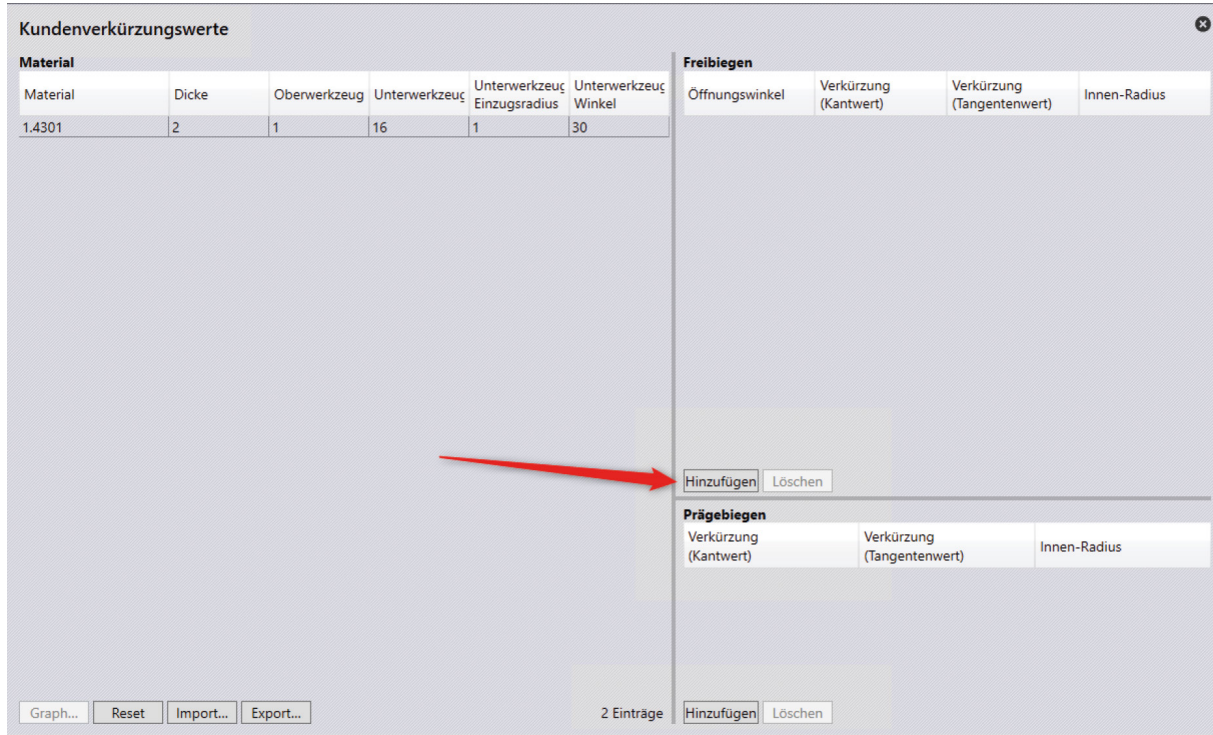 Kundenverkürzungswerte
Material
Material Dicke Oberwerkzeug Unterwerkzeug Unterwerkzeug Einzugsradius Unterwerkzeug Winkel
1.4301 2 1 16 1 30
Graph... Reset Import... Export... 2 Einträge
Freibiegen
Öffnungswinkel Verkürzung (Kantwert) Verkürzung (Tangentenwert) Innen-Radius
Hinzufügen Löschen
Prägebiegen
Verkürzung (Kantwert) Verkürzung (Tangentenwert) Innen-Radius
Hinzufügen Löschen